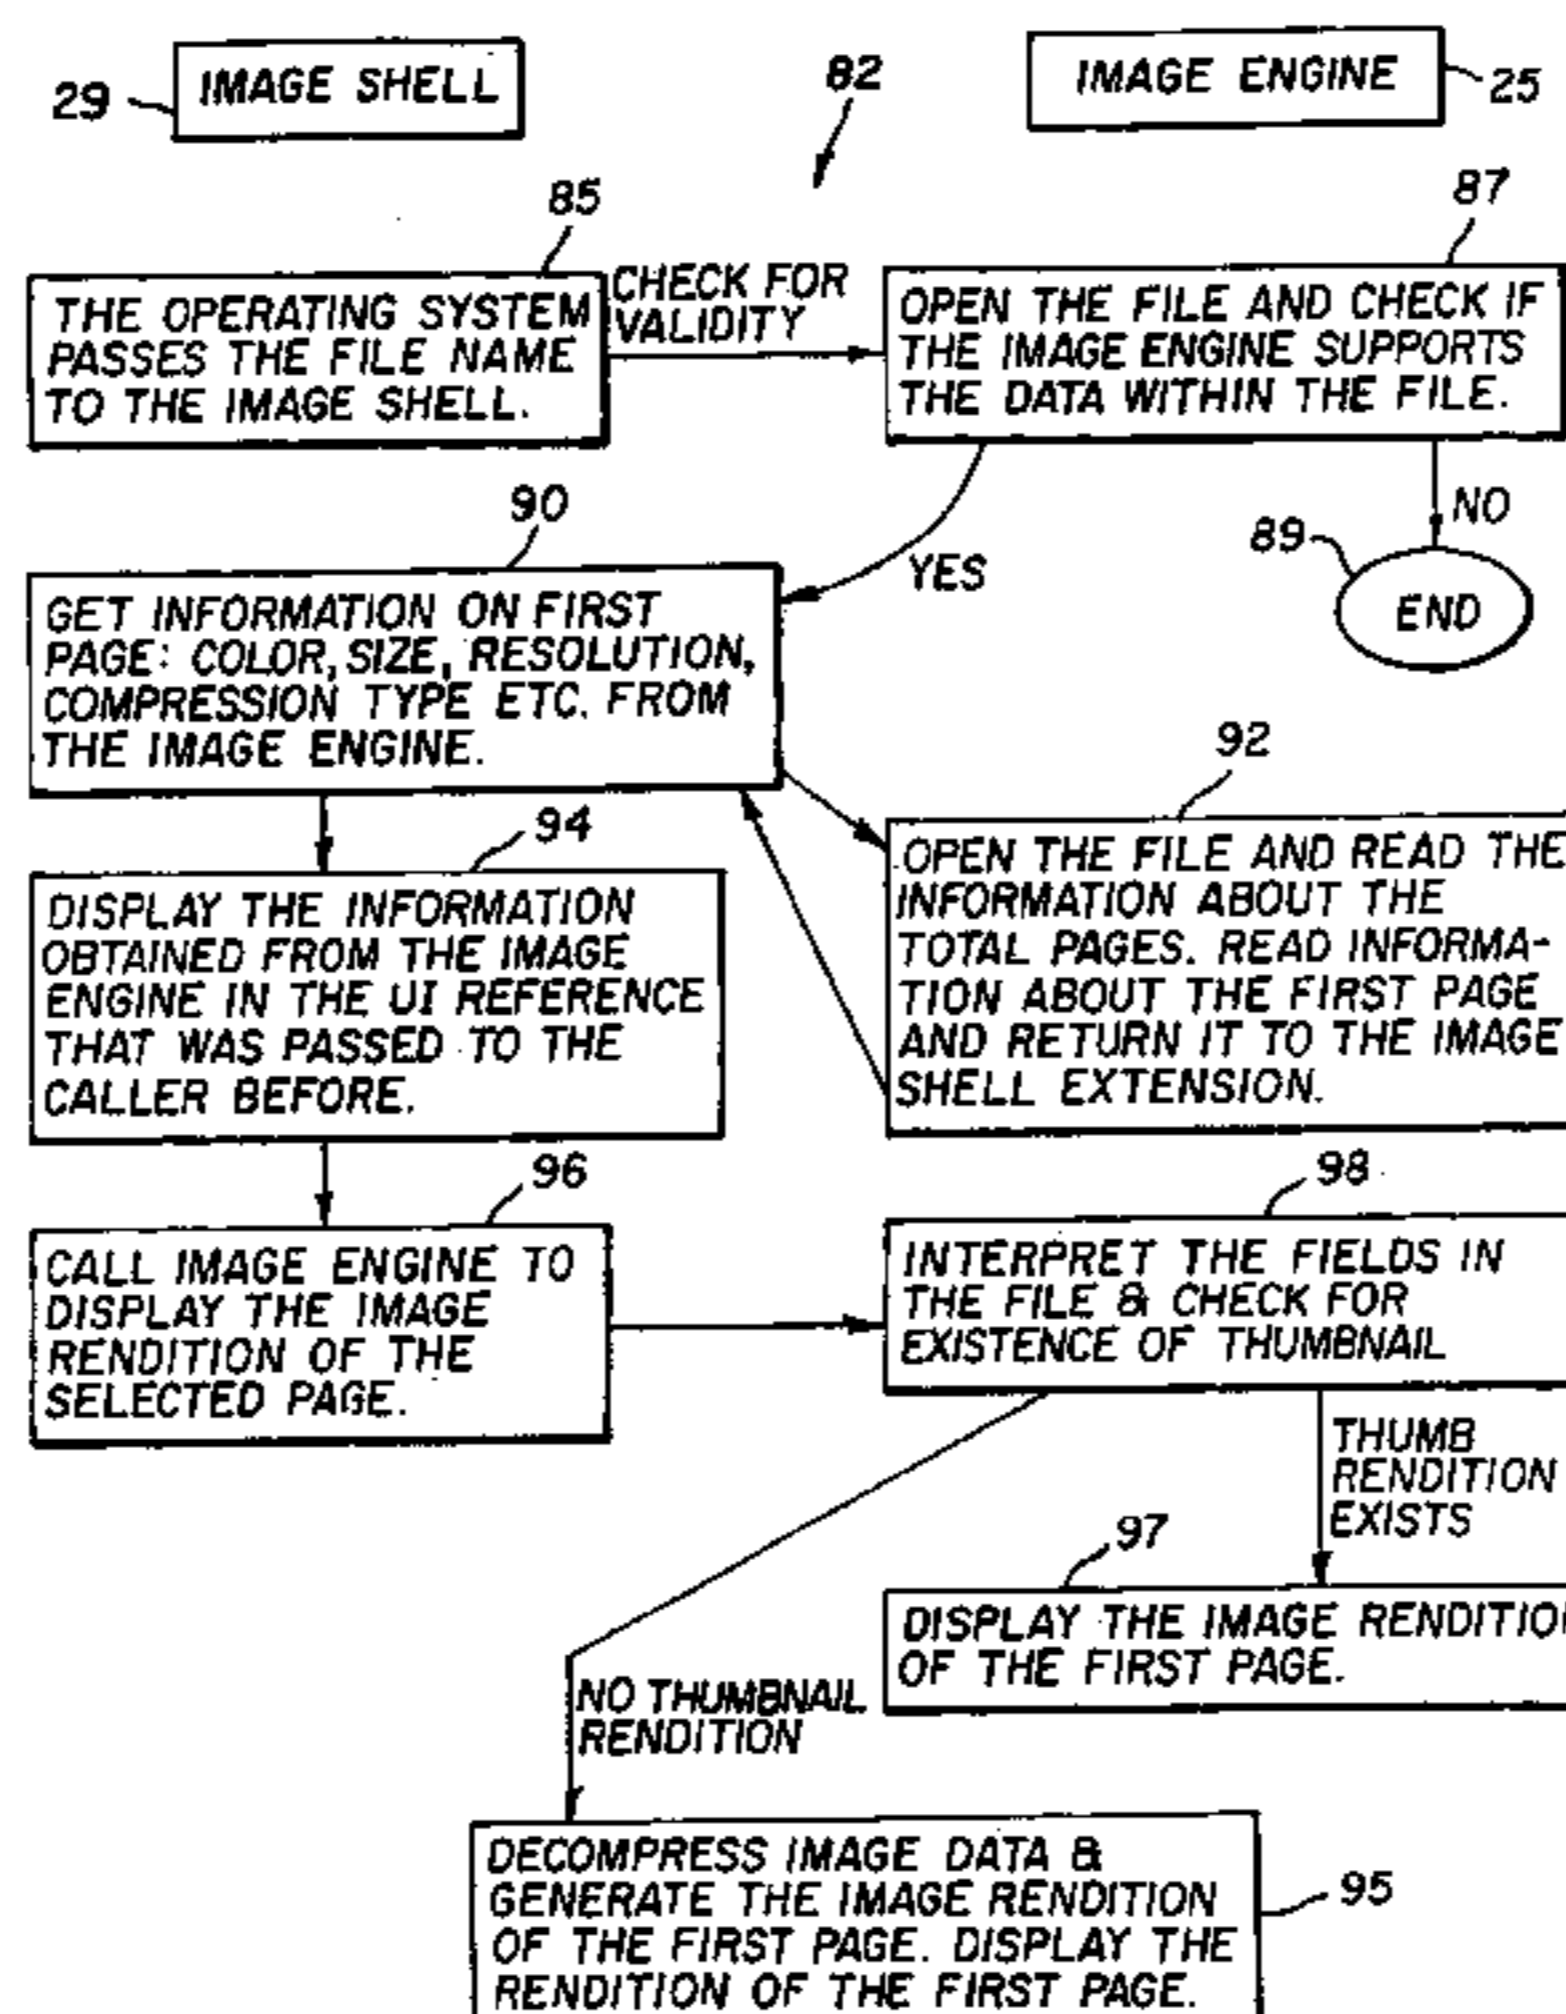 29
IMAGE SHELL
82
IMAGE ENGINE
25
85
87
THE OPERATING SYSTEM
PASSES THE FILE NAME
TO THE IMAGE SHELL.
CHECK FOR
VALIDITY
OPEN THE FILE AND CHECK IF
THE IMAGE ENGINE SUPPORTS
THE DATA WITHIN THE FILE.
90
YES
NO
89
END
GET INFORMATION ON FIRST
PAGE: COLOR, SIZE, RESOLUTION,
COMPRESSION TYPE ETC. FROM
THE IMAGE ENGINE.
92
94
OPEN THE FILE AND READ THE
INFORMATION ABOUT THE
TOTAL PAGES. READ INFORMA-
TION ABOUT THE FIRST PAGE
AND RETURN IT TO THE IMAGE
SHELL EXTENSION.
DISPLAY THE INFORMATION
OBTAINED FROM THE IMAGE
ENGINE IN THE UI REFERENCE
THAT WAS PASSED TO THE
CALLER BEFORE.
96
98
CALL IMAGE ENGINE TO
DISPLAY THE IMAGE
RENDITION OF THE
SELECTED PAGE.
INTERPRET THE FIELDS IN
THE FILE & CHECK FOR
EXISTENCE OF THUMBNAIL
THUMB
RENDITION
EXISTS
97
DISPLAY THE IMAGE RENDITIO
OF THE FIRST PAGE.
NO THUMBNAIL
RENDITION
DECOMPRESS IMAGE DATA &
GENERATE THE IMAGE RENDITION
OF THE FIRST PAGE. DISPLAY THE
RENDITION OF THE FIRST PAGE.
95